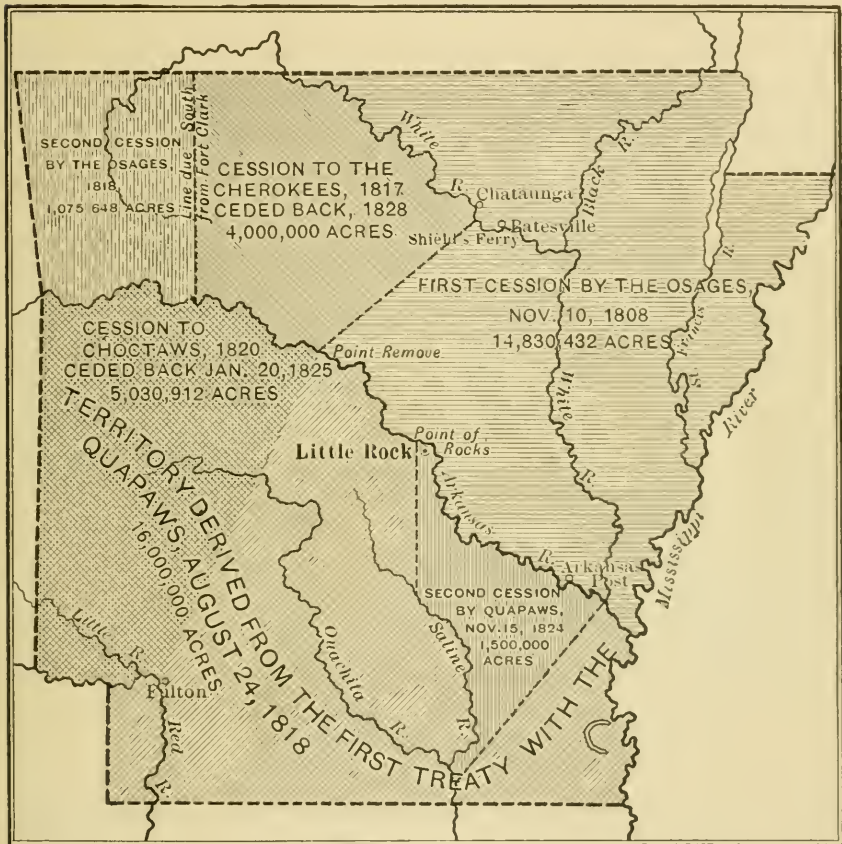 SECOND CESSION
BY THE OSAGES,
1818,
1,075 648 ACRES
Line due South
from Fort Clark
CESSION TO THE
CHEROKEES, 1817
CEDED BACK, 1828
4,000,000 ACRES
White
R.
Black R.
Chataunga
Batesville
Shield's Ferry
FIRST CESSION BY THE OSAGES,
NOV. 10, 1808
14,830,432 ACRES
CESSION TO
CHOCTAWS, 1820
CEDED BACK JAN. 20,1825
5,030,912 ACRES
Point Remove
White R.
St. Francis R.
Mississippi River
Little Rock
Point of
Rocks
Arkansas R.
Arkansas
Post
SECOND CESSION
BY QUAPAWS,
NOV.15, 1824
1,500,000
ACRES
TERRITORY DERIVED FROM THE FIRST TREATY WITH THE
QUAPAWS, AUGUST 24, 1818
16,000,000 ACRES
Little R.
Fulton
Red R.
Ouachita R.
Saline R.